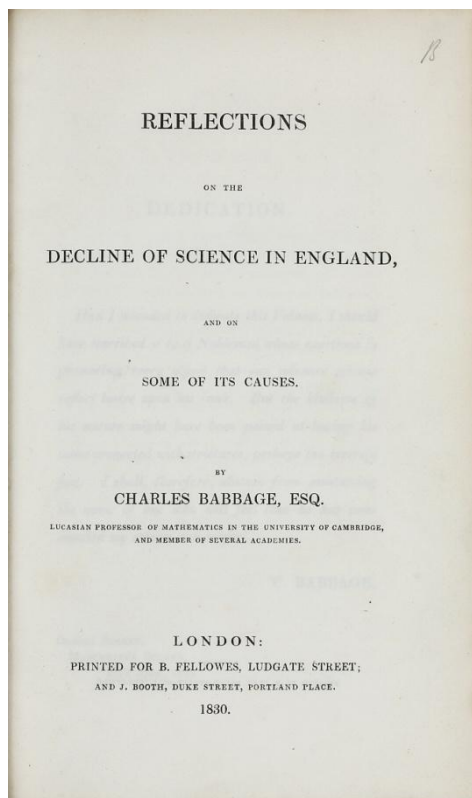 REFLECTIONS
ON THE
DECLINE OF SCIENCE IN ENGLAND,
AND ON
SOME OF ITS CAUSES.
BY
CHARLES BABBAGE, ESQ.
LUCASIAN PROFESSOR OF MATHEMATICS IN THE UNIVERSITY OF CAMBRIDGE,
AND MEMBER OF SEVERAL ACADEMIES.
LONDON:
PRINTED FOR B. FELLOWES, LUDGATE STREET;
AND J. BOOTH, DUKE STREET, PORTLAND PLACE.
1830.